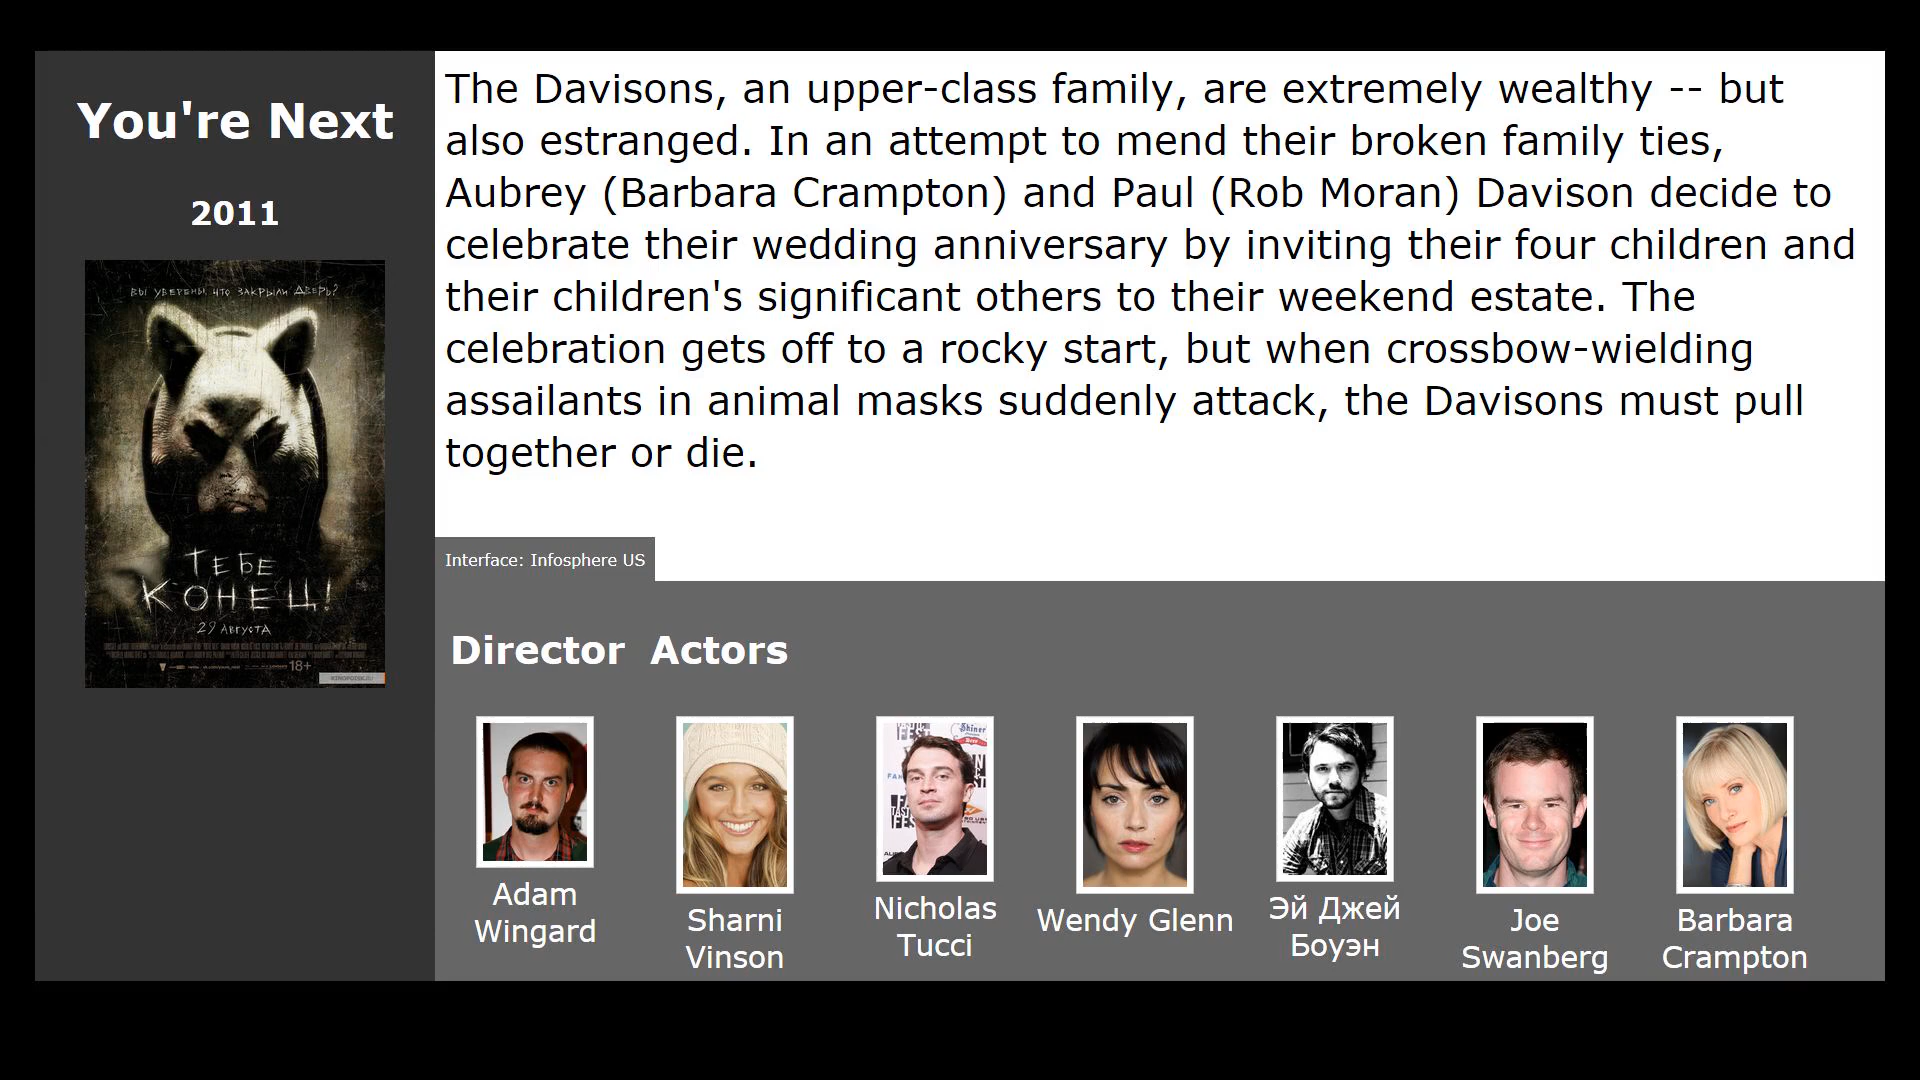 You're Next
2011
ВЫ УВЕРЕНЫ, ЧТО ЗАКРЫЛИ ДВЕРЬ?
ТЕБЕ
КОНЕЦ!
29 АВГУСТА
18+
KINOPOISK.RU
The Davisons, an upper-class family, are extremely wealthy -- but
also estranged. In an attempt to mend their broken family ties,
Aubrey (Barbara Crampton) and Paul (Rob Moran) Davison decide to
celebrate their wedding anniversary by inviting their four children and
their children's significant others to their weekend estate. The
celebration gets off to a rocky start, but when crossbow-wielding
assailants in animal masks suddenly attack, the Davisons must pull
together or die.
Interface: Infosphere US
Director Actors
Adam
Wingard
Sharni
Vinson
Nicholas
Tucci
Wendy Glenn
Эй Джей
Боуэн
Joe
Swanberg
Barbara
Crampton